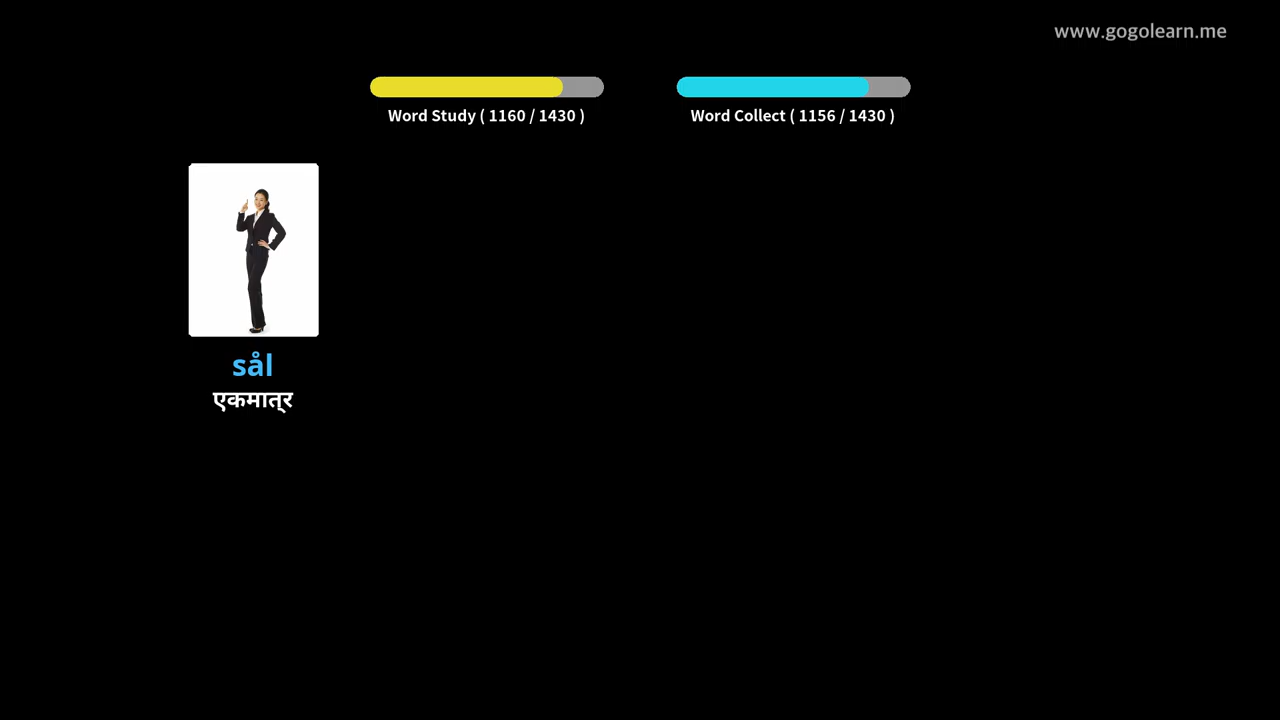 www.gogolearn.me
Word Study ( 1160 / 1430 )
Word Collect ( 1156 / 1430 )
sål
एकमात्र